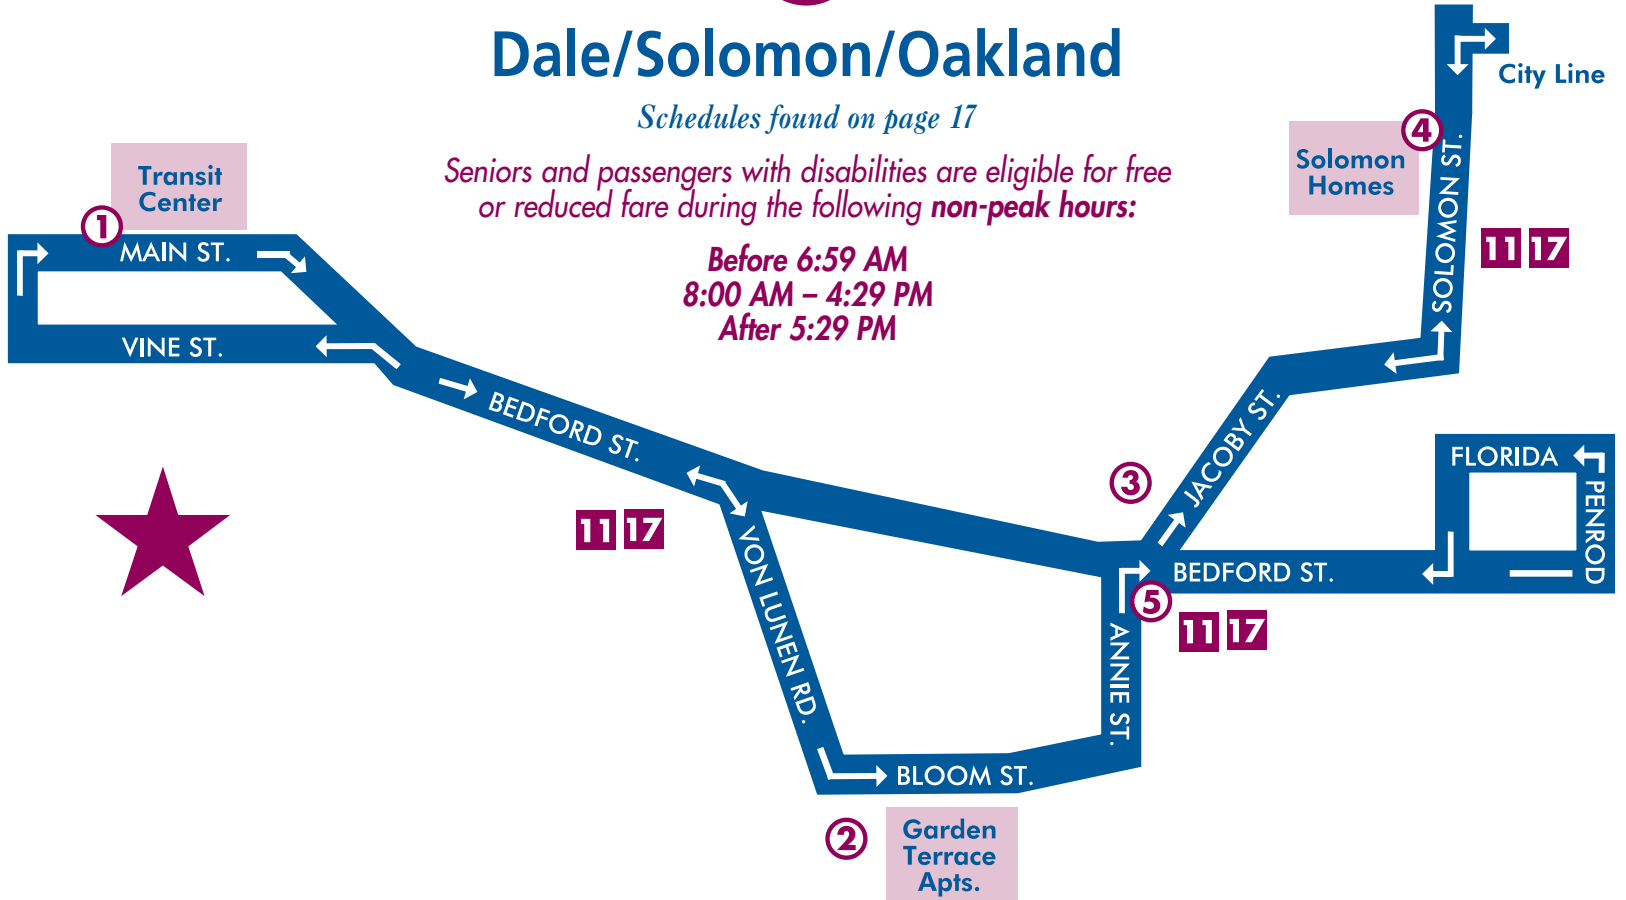 Dale/Solomon/Oakland
Schedules found on page 17
Seniors and passengers with disabilities are eligible for free
or reduced fare during the following non-peak hours:
Before 6:59 AM
8:00 AM – 4:29 PM
After 5:29 PM
City Line
Transit
Center
1
MAIN ST.
VINE ST.
BEDFORD ST.
11 17
VON LUNEN RD.
BLOOM ST.
2
Garden
Terrace
Apts.
ANNIE ST.
3
JACOBY ST.
4
Solomon
Homes
SOLOMON ST.
11 17
5
BEDFORD ST.
11 17
FLORIDA
PENROD